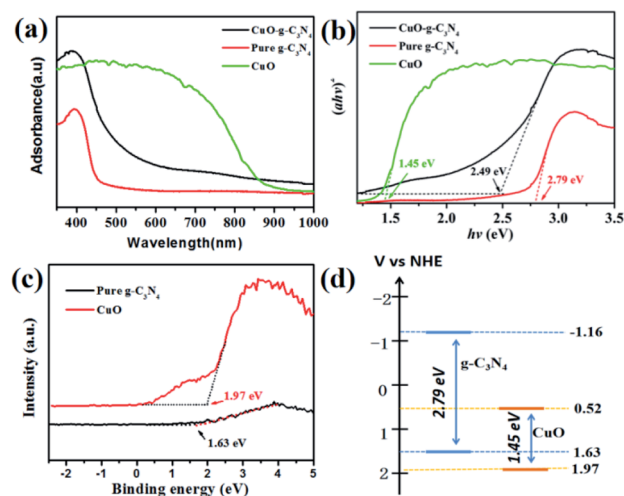 (a)
CuO-g-C₃N₄
Pure g-C₃N₄
CuO
Adsorbance(a.u)
400 500 600 700 800 900 1000
Wavelength(nm)
(b)
CuO-g-C₃N₄
Pure g-C₃N₄
CuO
(ahv)²
1.45 eV
2.49 eV
2.79 eV
1.5 2.0 2.5 3.0 3.5
hv (eV)
(c)
Pure g-C₃N₄
CuO
Intensity (a.u.)
1.97 eV
1.63 eV
-2 -1 0 1 2 3 4 5
Binding energy (eV)
(d)
V vs NHE
-2
-1
0
1
2
-1.16
g-C₃N₄
2.79 eV
0.52
1.45 eV
CuO
1.63
1.97